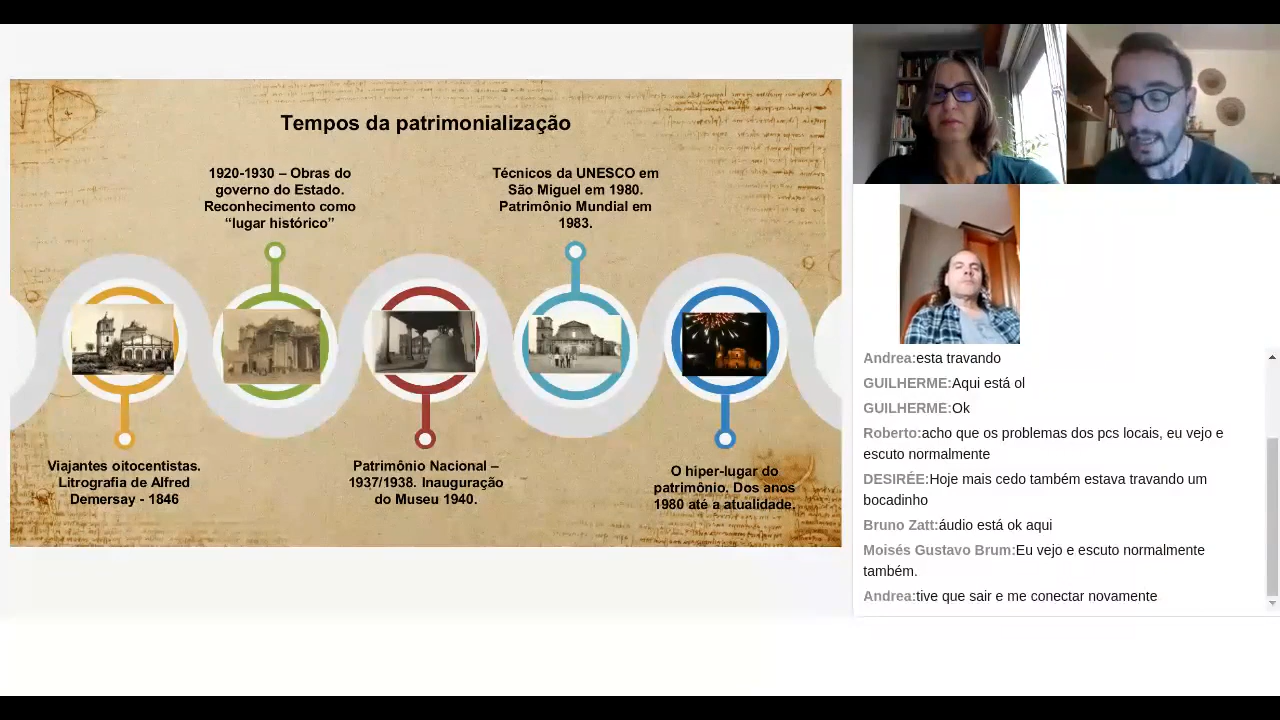 Tempos da patrimonialização
1920-1930 – Obras do
governo do Estado.
Reconhecimento como
“lugar histórico”
Técnicos da UNESCO em
São Miguel em 1980.
Patrimônio Mundial em
1983.
Viajantes oitocentistas.
Litrografia de Alfred
Demersay - 1846
Patrimônio Nacional –
1937/1938. Inauguração
do Museu 1940.
O hiper-lugar do
patrimônio. Dos anos
1980 até a atualidade.
Andrea:esta travando
GUILHERME:Aqui está ol
GUILHERME:Ok
Roberto:acho que os problemas dos pcs locais, eu vejo e
escuto normalmente
DESIRÉE:Hoje mais cedo também estava travando um
bocadinho
Bruno Zatt:áudio está ok aqui
Moisés Gustavo Brum:Eu vejo e escuto normalmente
também.
Andrea:tive que sair e me conectar novamente